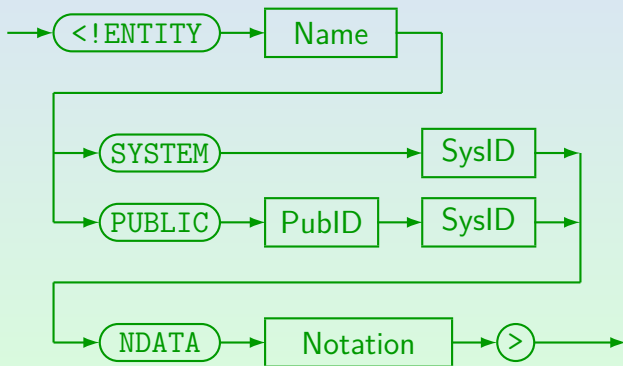 <!ENTITY Name
SYSTEM SysID
PUBLIC PubID SysID
NDATA Notation >